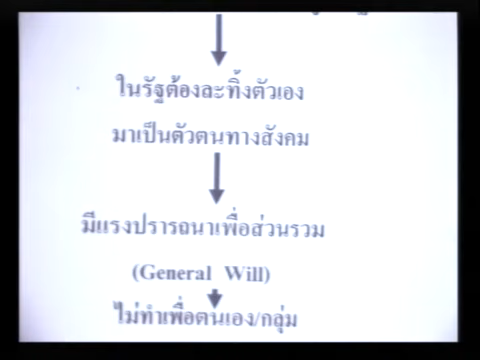 ในรัฐต้องละทิ้งตัวเอง
มาเป็นตัวตนทางสังคม
มีแรงปรารถนาเพื่อส่วนรวม
(General Will)
ไม่ทำเพื่อตนเอง/กลุ่ม